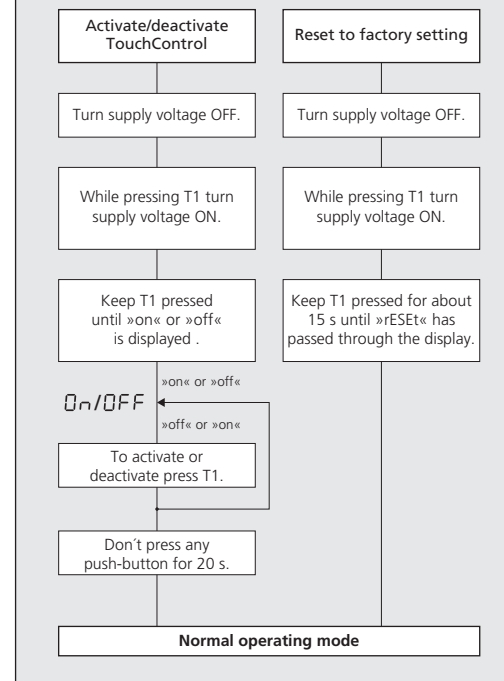 Activate/deactivate
TouchControl
Turn supply voltage OFF.
While pressing T1 turn
supply voltage ON.
Keep T1 pressed
until »on« or »off«
is displayed .
»on« or »off«
On/OFF
»off« or »on«
To activate or
deactivate press T1.
Don´t press any
push-button for 20 s.
Reset to factory setting
Turn supply voltage OFF.
While pressing T1 turn
supply voltage ON.
Keep T1 pressed for about
15 s until »rESEt« has
passed through the display.
Normal operating mode